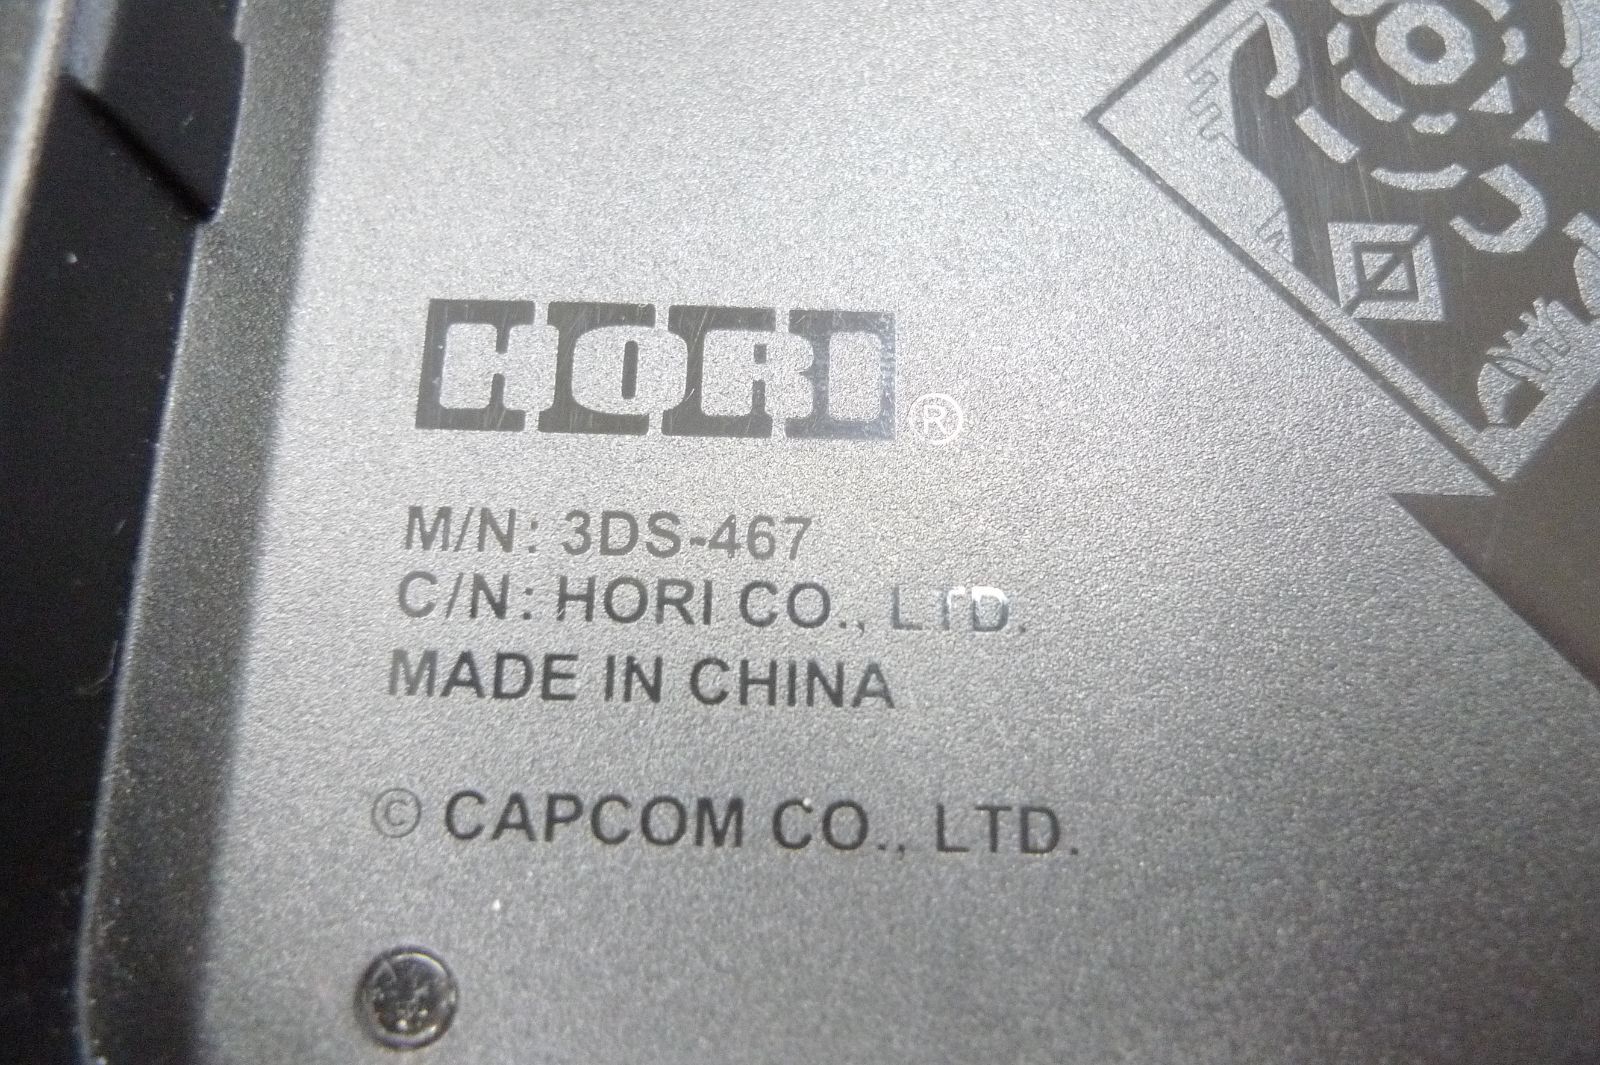 HORI®
M/N: 3DS-467
C/N: HORI CO., LTD.
MADE IN CHINA
© CAPCOM CO., LTD.